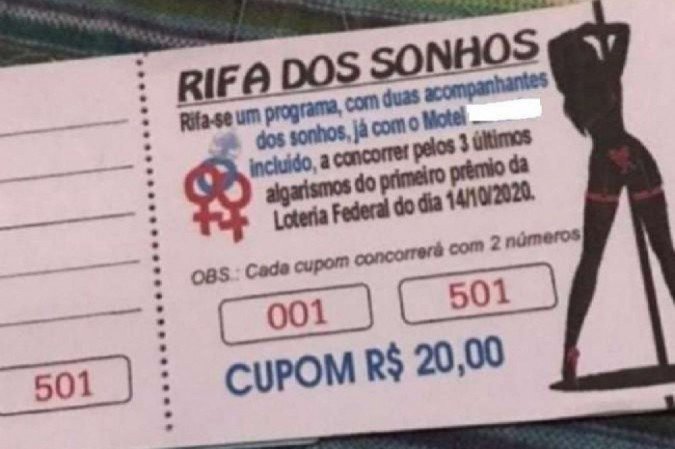 RIFA DOS SONHOS
Rifa-se um programa, com duas acompanhantes
dos sonhos, já com o Motel
incluído, a concorrer pelos 3 últimos
algarismos do primeiro prêmio da
Loteria Federal do dia 14/10/2020.
OBS.: Cada cupom concorrerá com 2 números
001 501
CUPOM R$ 20,00
501